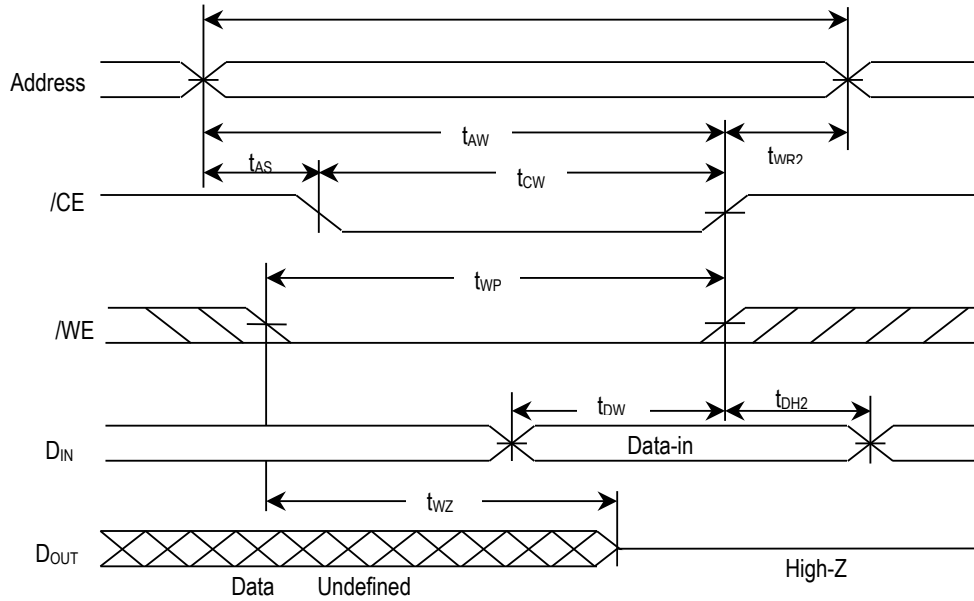 Address
tAW
tWR2
tAS
tCW
/CE
tWP
/WE
tDW
tDH2
DIN
Data-in
tWZ
DOUT
High-Z
Data Undefined